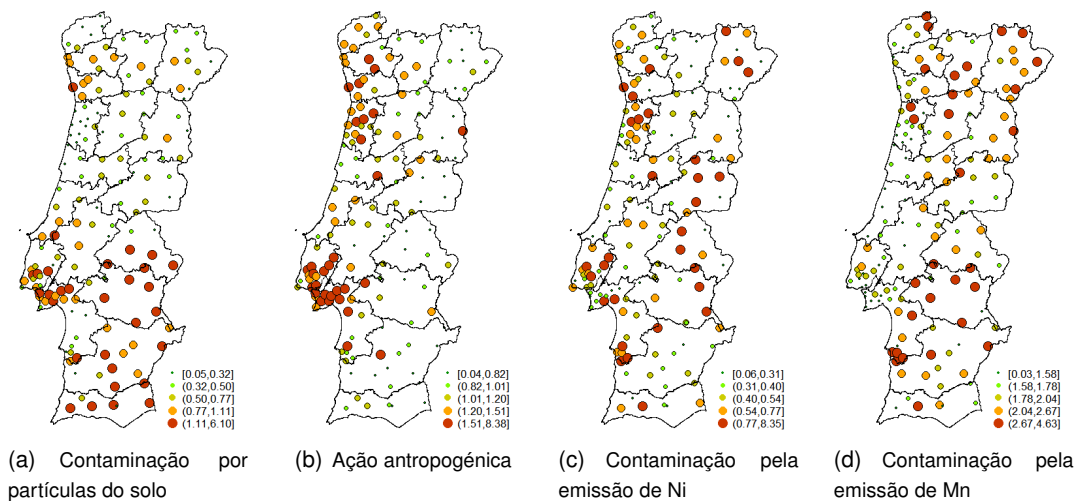 [0.05,0.32]
(0.32,0.50]
(0.50,0.77]
(0.77,1.11]
(1.11,6.10]
[0.04,0.82]
(0.82,1.01]
(1.01,1.20]
(1.20,1.51]
(1.51,8.38]
[0.06,0.31]
(0.31,0.40]
(0.40,0.54]
(0.54,0.77]
(0.77,8.35]
[0.03,1.58]
(1.58,1.78]
(1.78,2.04]
(2.04,2.67]
(2.67,4.63]
(a) Contaminação por
partículas do solo
(b) Ação antropogénica
(c) Contaminação pela
emissão de Ni
(d) Contaminação pela
emissão de Mn